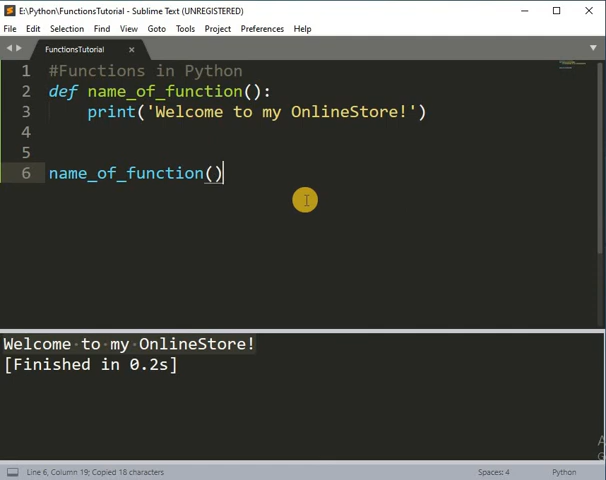 E:\Python\FunctionsTutorial - Sublime Text (UNREGISTERED)
File Edit Selection Find View Goto Tools Project Preferences Help
FunctionsTutorial
1 #Functions in Python
2 def name_of_function():
3 print('Welcome to my OnlineStore!')
4
5
6 name_of_function()
Welcome to my OnlineStore!
[Finished in 0.2s]
Line 6, Column 19; Copied 18 characters
Spaces: 4
Python